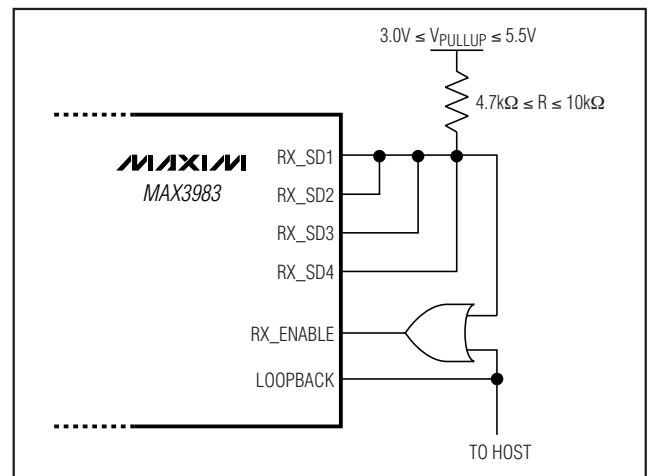 3.0V ≤ VPULLUP ≤ 5.5V
4.7kΩ ≤ R ≤ 10kΩ
MAXIM
MAX3983
RX_SD1
RX_SD2
RX_SD3
RX_SD4
RX_ENABLE
LOOPBACK
TO HOST